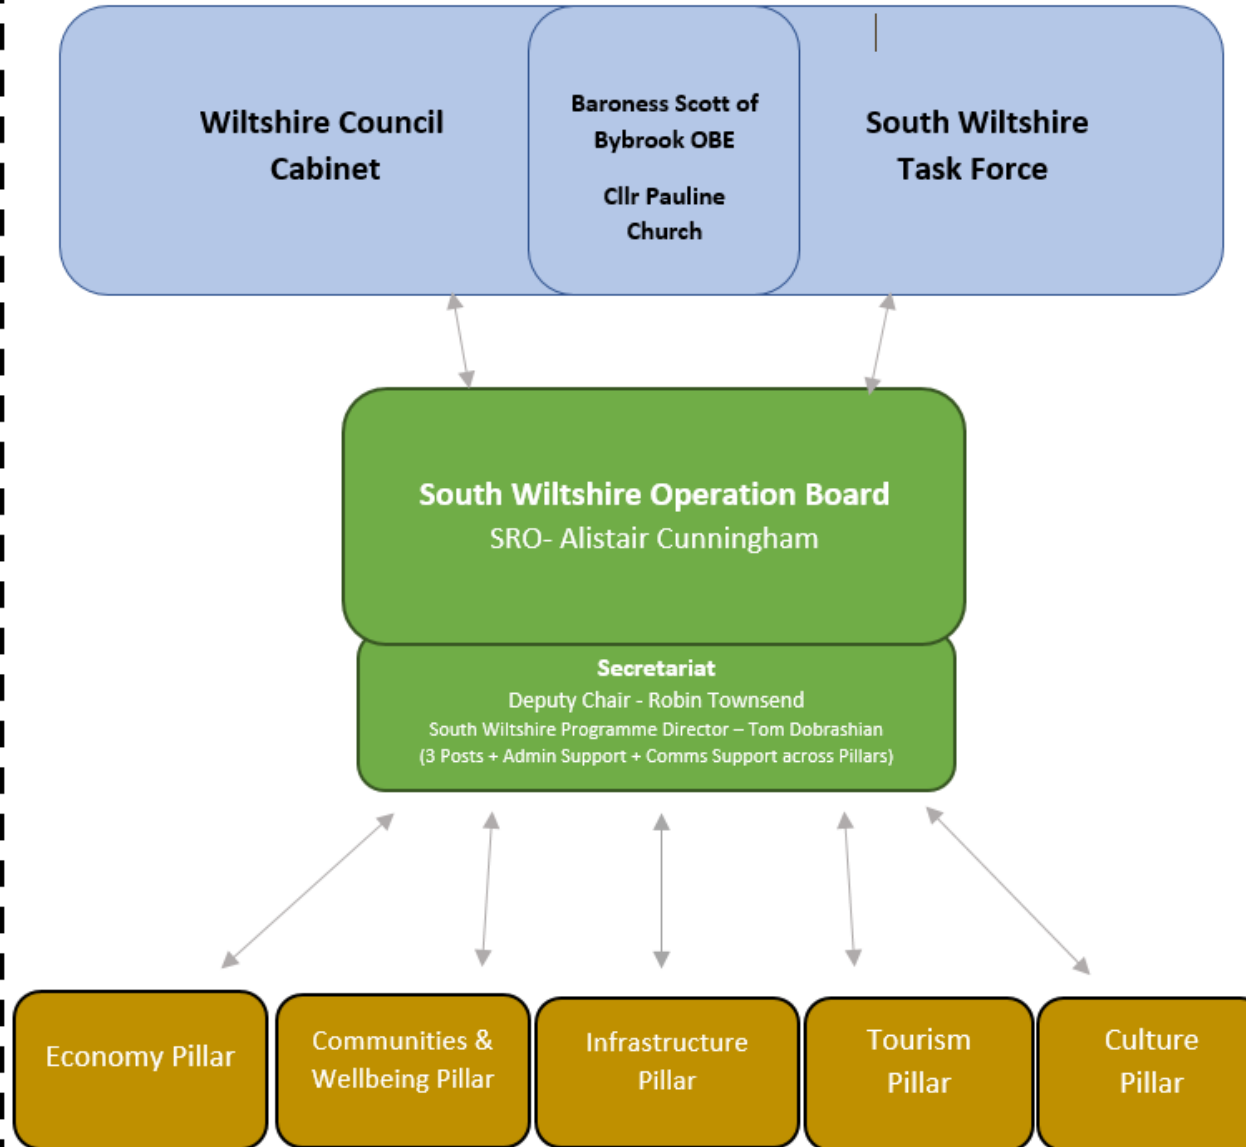 Wiltshire Council
Cabinet
Baroness Scott of
Bybrook OBE
Cllr Pauline
Church
South Wiltshire
Task Force
South Wiltshire Operation Board
SRO- Alistair Cunningham
Secretariat
Deputy Chair - Robin Townsend
South Wiltshire Programme Director – Tom Dobrashian
(3 Posts + Admin Support + Comms Support across Pillars)
Economy Pillar
Communities &
Wellbeing Pillar
Infrastructure
Pillar
Tourism
Pillar
Culture
Pillar